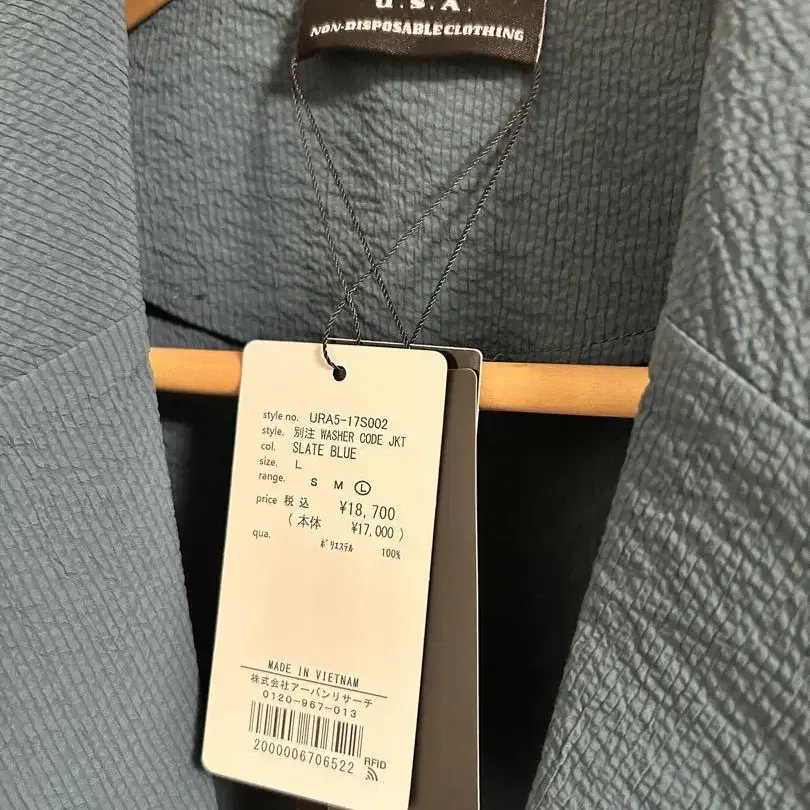 U.S.A.
NON-DISPOSABLE CLOTHING
style no. URA5-17S002
style. 別注 WASHER CODE JKT
col. SLATE BLUE
size. L
range. S M L
price 税込 ¥18,700
(本体 ¥17,000)
qua. ポリエステル 100%
MADE IN VIETNAM
株式会社アーバンリサーチ
0120-967-013
2000006706522
RFID